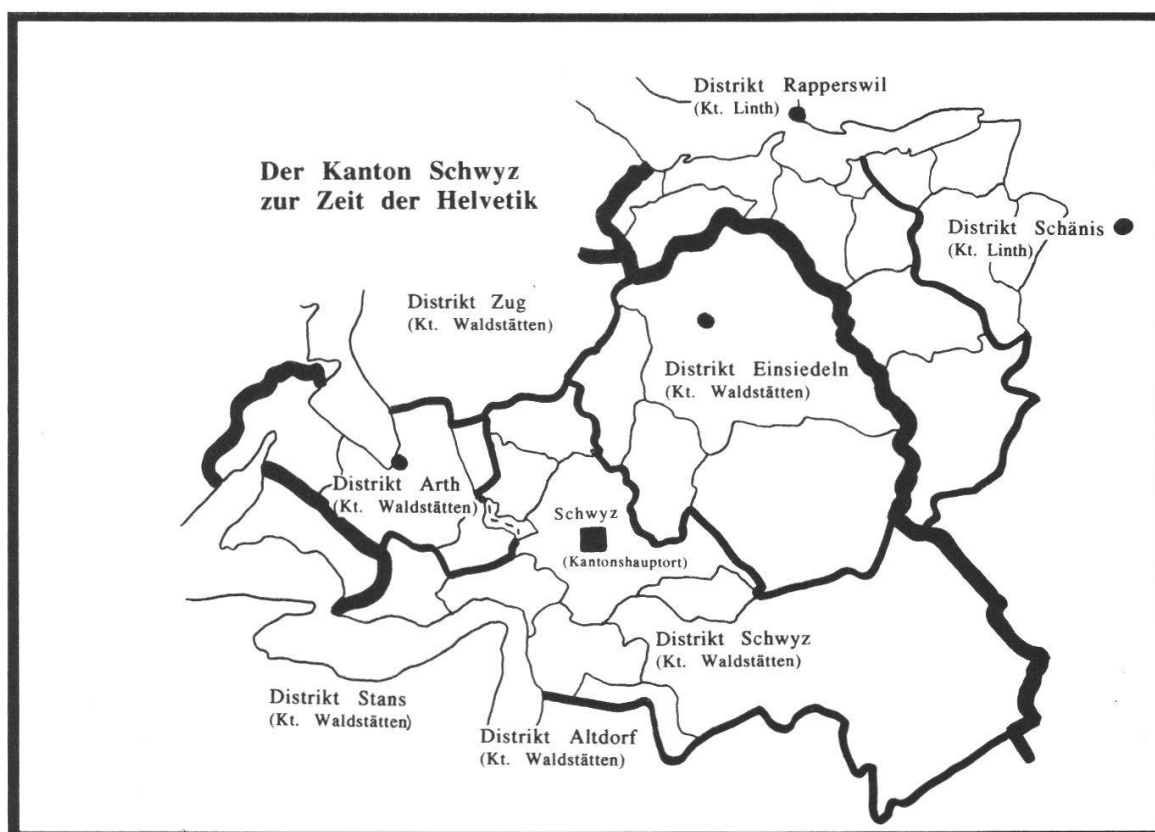 Distrikt Rapperswil
(Kt. Linth)
Der Kanton Schwyz
zur Zeit der Helvetik
Distrikt Schänis
(Kt. Linth)
Distrikt Zug
(Kt. Waldstätten)
Distrikt Einsiedeln
(Kt. Waldstätten)
Distrikt Arth
(Kt. Waldstätten)
Schwyz
(Kantonshauptort)
Distrikt Schwyz
(Kt. Waldstätten)
Distrikt Stans
(Kt. Waldstätten)
Distrikt Altdorf
(Kt. Waldstätten)